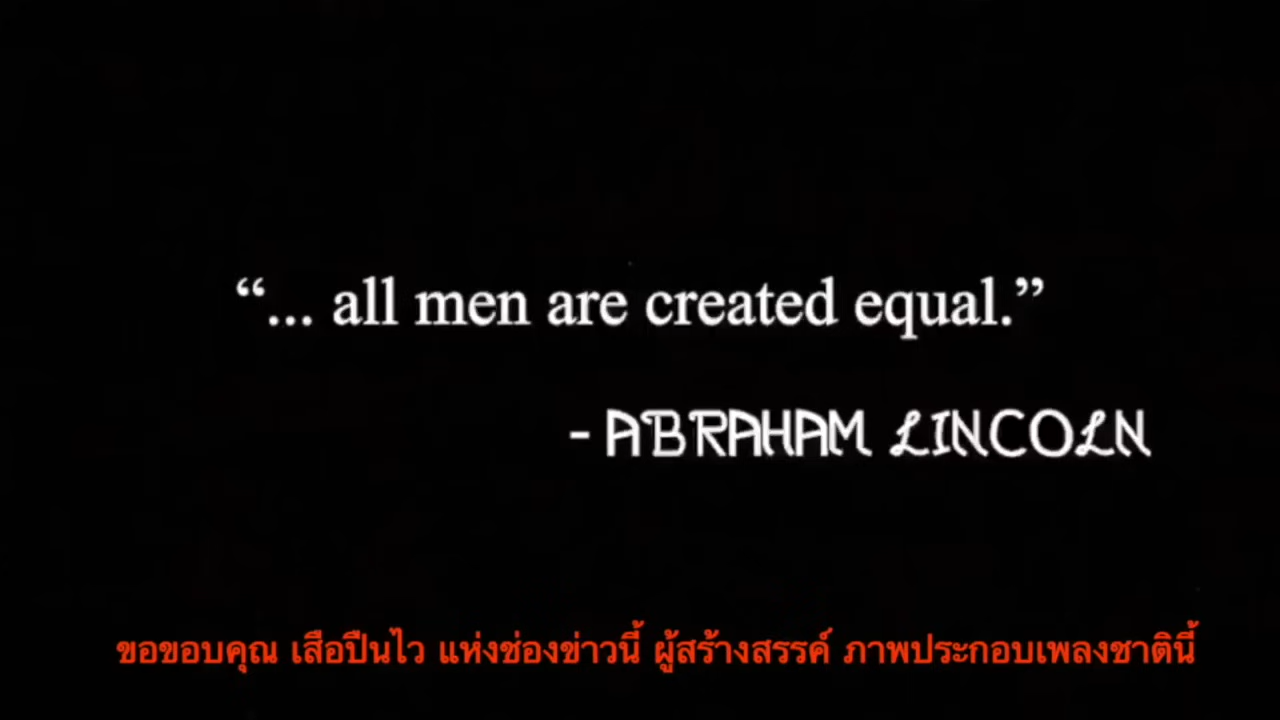 “... all men are created equal.”
- ABRAHAM LINCOLN
ขอขอบคุณ เสือปืนไว แห่งช่องข่าวนี้ ผู้สร้างสรรค์ ภาพประกอบเพลงชาตินี้